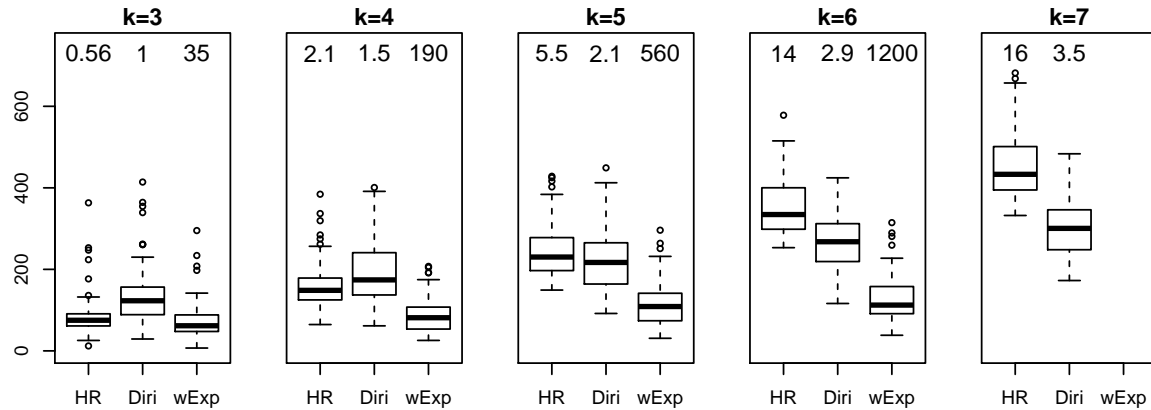 k=3 k=4 k=5 k=6 k=7
0.56 1 35 2.1 1.5 190 5.5 2.1 560 14 2.9 1200 16 3.5
600
400
200
0
HR Diri wExp HR Diri wExp HR Diri wExp HR Diri wExp HR Diri wExp